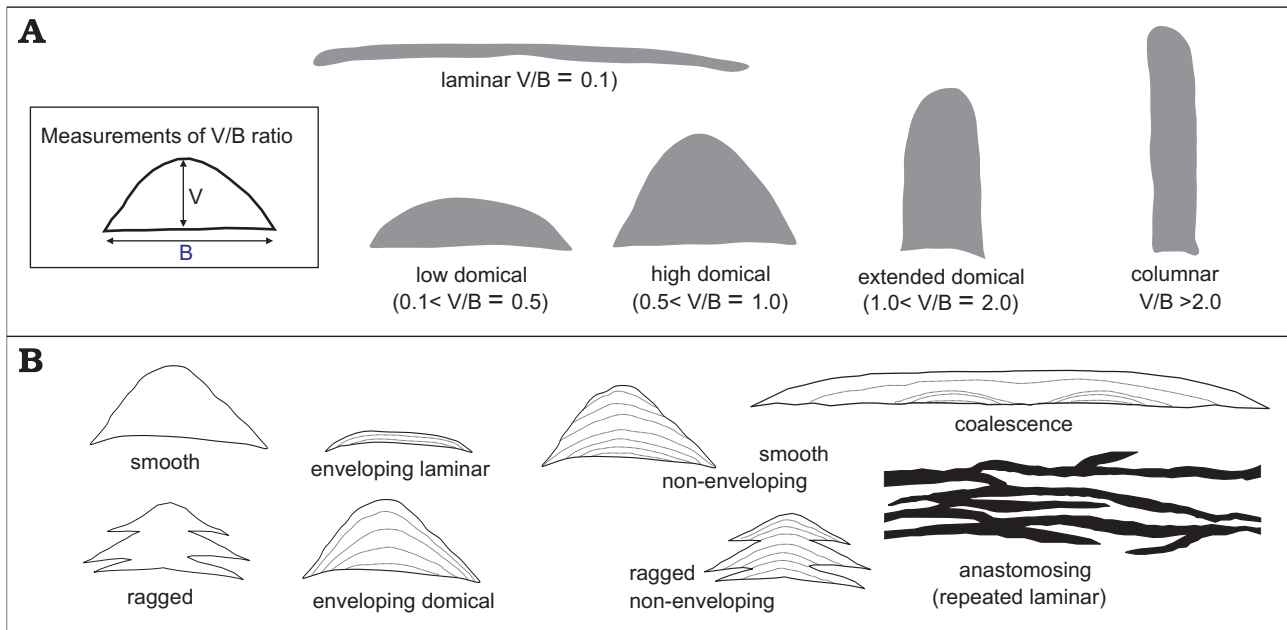 A
laminar V/B = 0.1)
Measurements of V/B ratio
V
B
low domical
(0.1< V/B = 0.5)
high domical
(0.5< V/B = 1.0)
extended domical
(1.0< V/B = 2.0)
columnar
V/B >2.0
B
smooth
enveloping laminar
smooth
non-enveloping
coalescence
ragged
enveloping domical
ragged
non-enveloping
anastomosing
(repeated laminar)